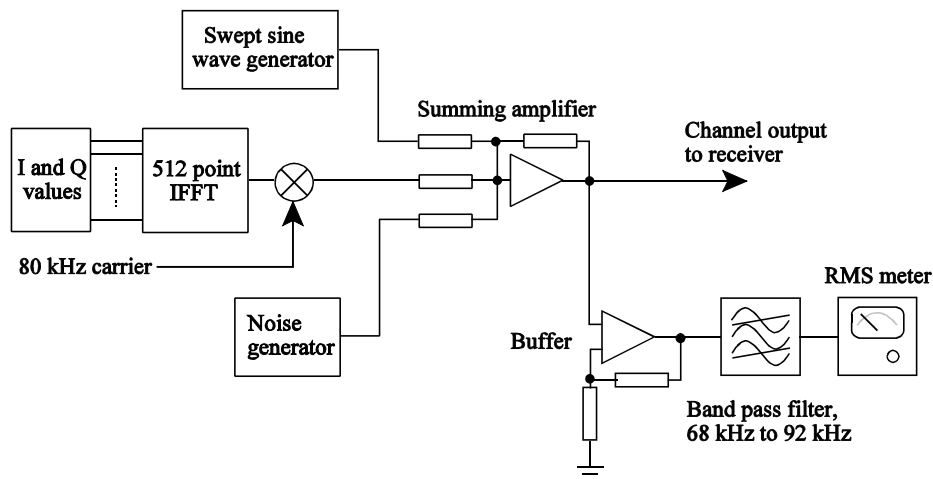 Swept sine
wave generator
Summing amplifier
Channel output
to receiver
I and Q
values
512 point
IFFT
80 kHz carrier
RMS meter
Noise
generator
Buffer
Band pass filter,
68 kHz to 92 kHz